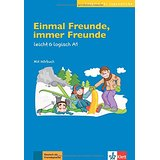 Einmal Freunde,
immer Freunde
leicht & logisch A1
Mit Hörbuch
Klett